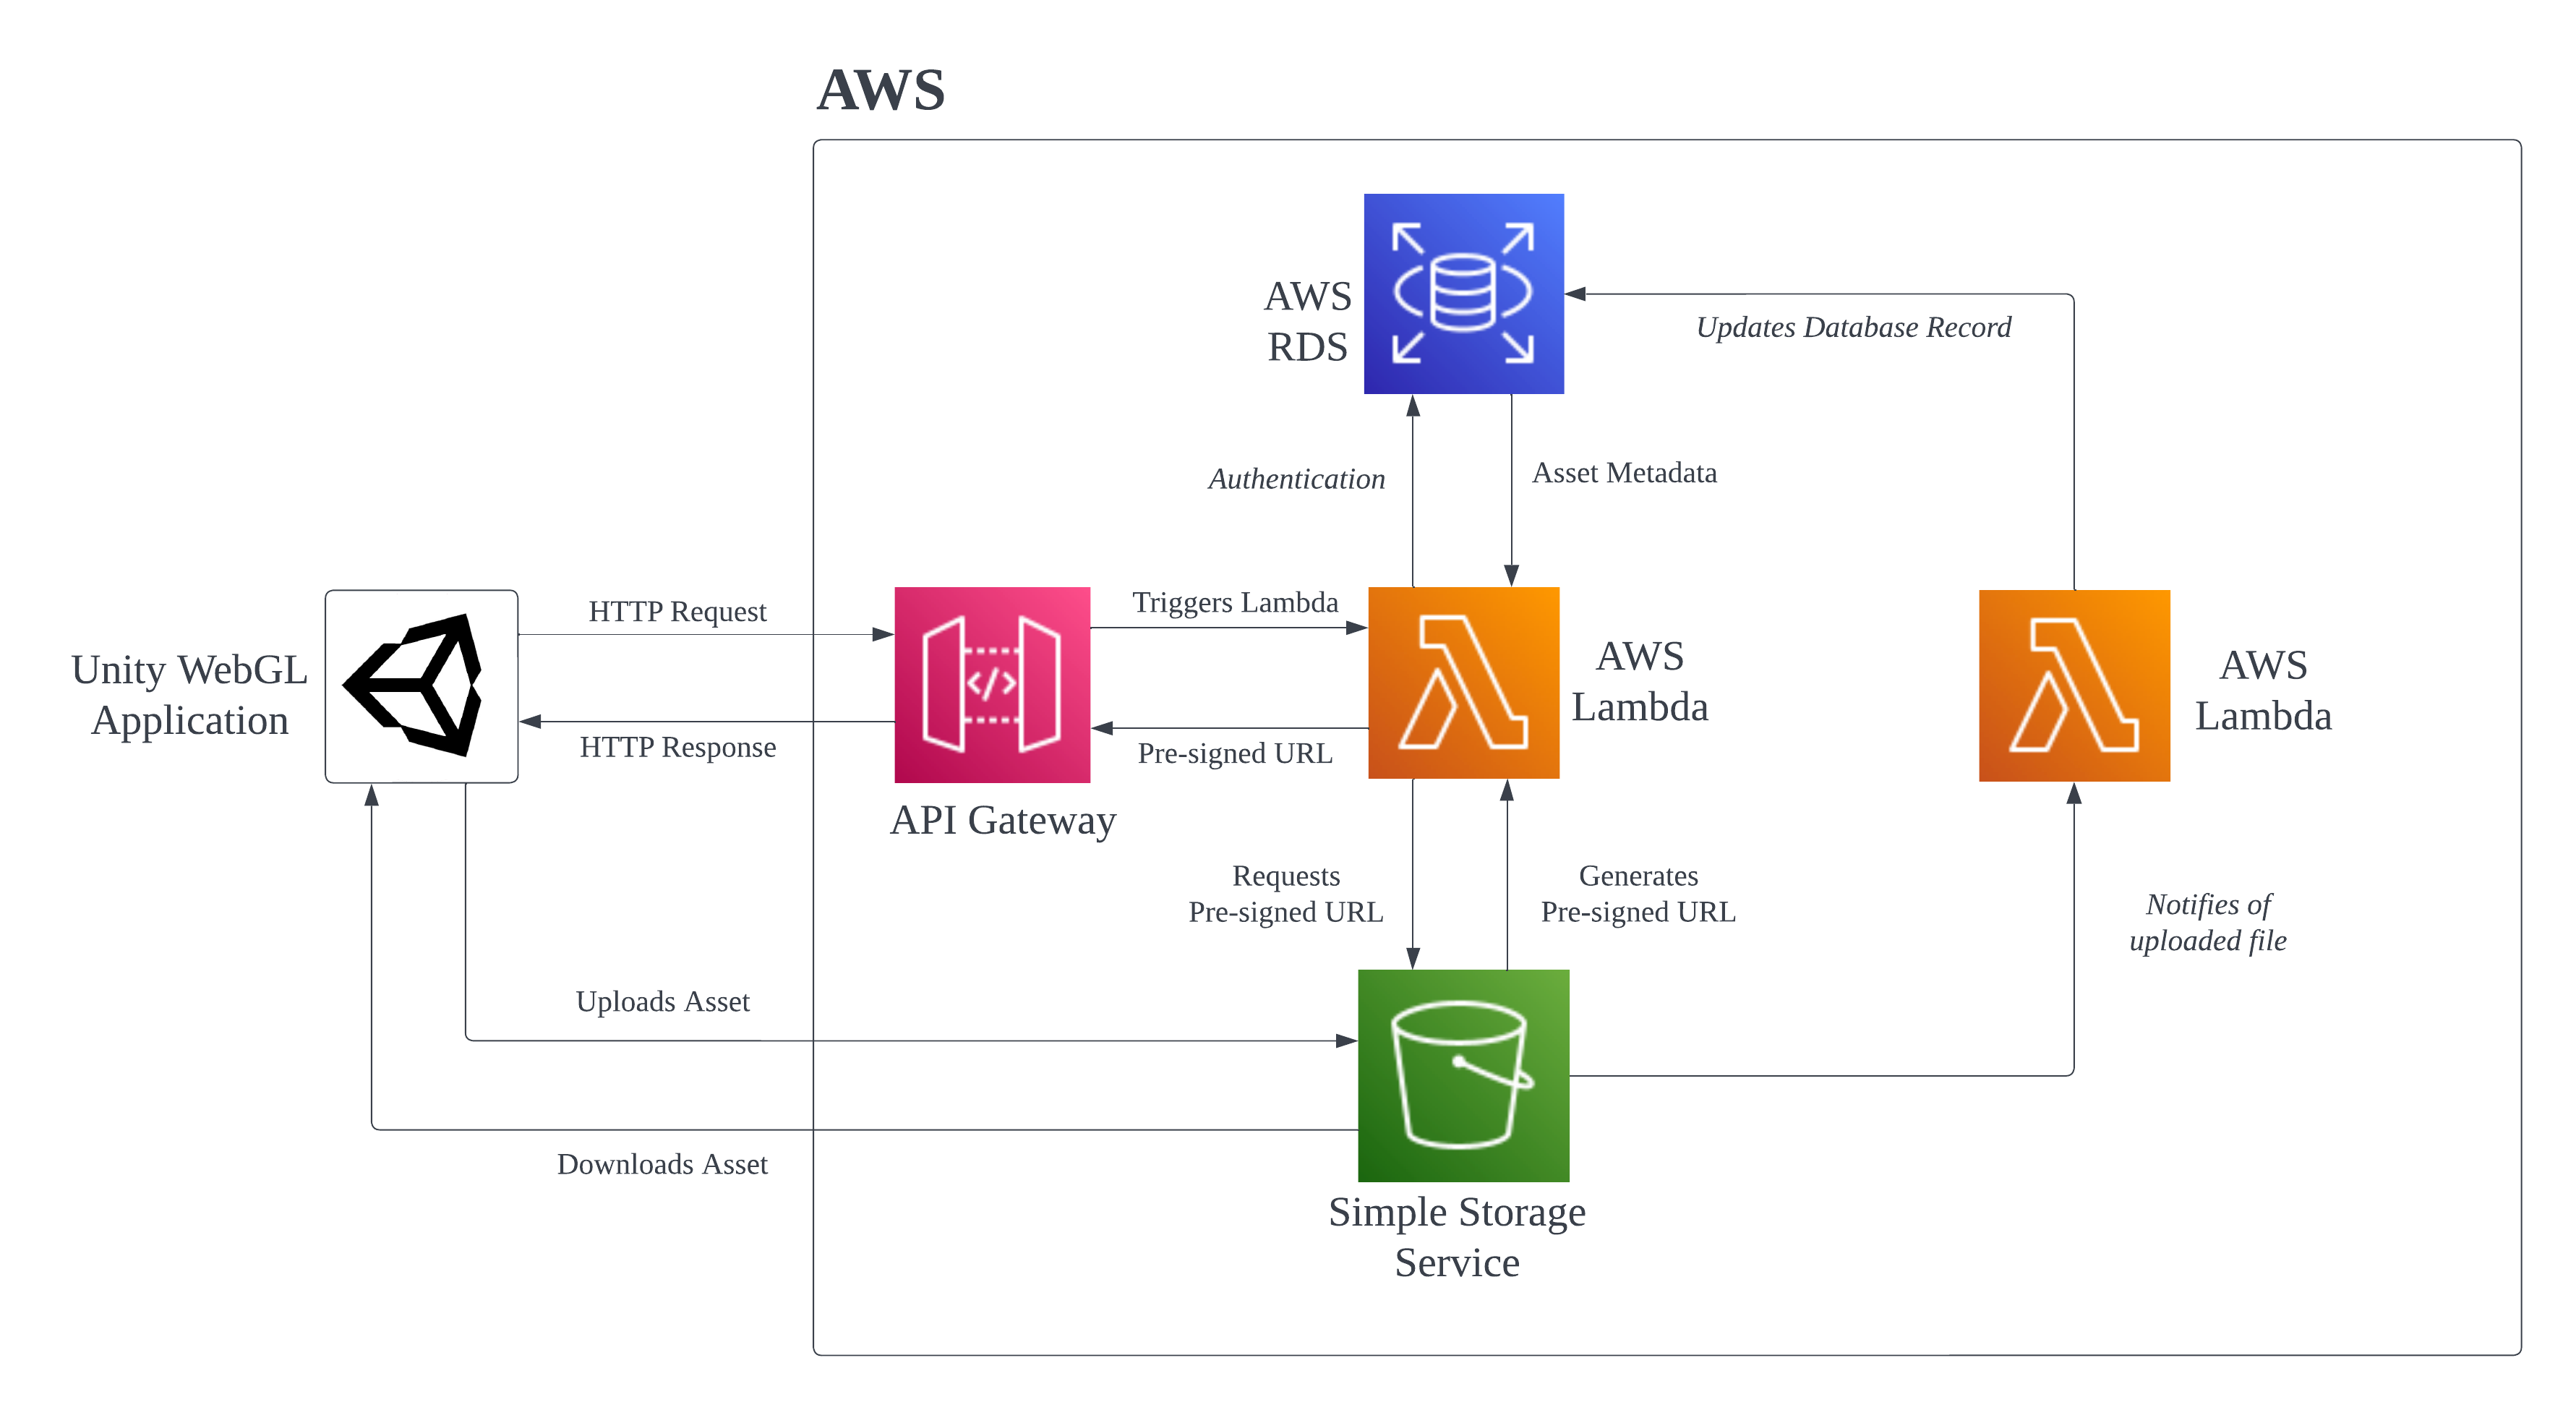 AWS
AWS
RDS
Updates Database Record
Authentication
Asset Metadata
HTTP Request
Triggers Lambda
Unity WebGL
Application
AWS
Lambda
AWS
Lambda
HTTP Response
Pre-signed URL
API Gateway
Requests
Pre-signed URL
Generates
Pre-signed URL
Notifies of
uploaded file
Uploads Asset
Downloads Asset
Simple Storage
Service